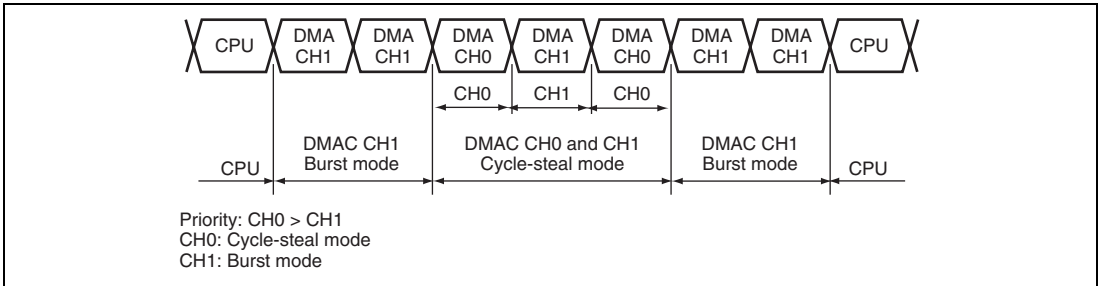 CPU DMA DMA DMA DMA DMA DMA DMA CPU
CH1 CH1 CH0 CH1 CH0 CH1 CH1
CH0 CH1 CH0
DMAC CH1 DMAC CH0 and CH1 DMAC CH1
CPU Burst mode Cycle-steal mode Burst mode CPU
Priority: CH0 > CH1
CH0: Cycle-steal mode
CH1: Burst mode